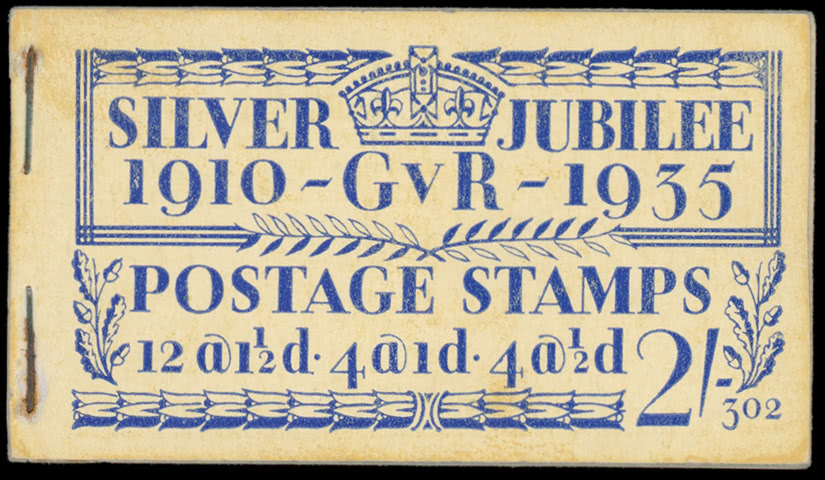 SILVER JUBILEE
1910 - GvR - 1935
POSTAGE STAMPS
12 @ 1½d · 4 @ 1d · 4 @ ½d 2/-
302